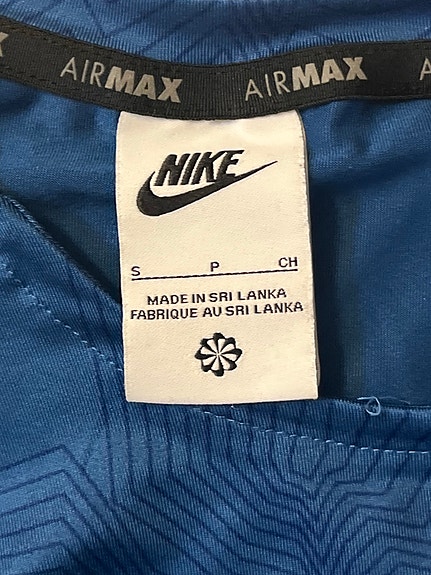 AIRMAX AIRMAX
NIKE
S P CH
MADE IN SRI LANKA
FABRIQUE AU SRI LANKA